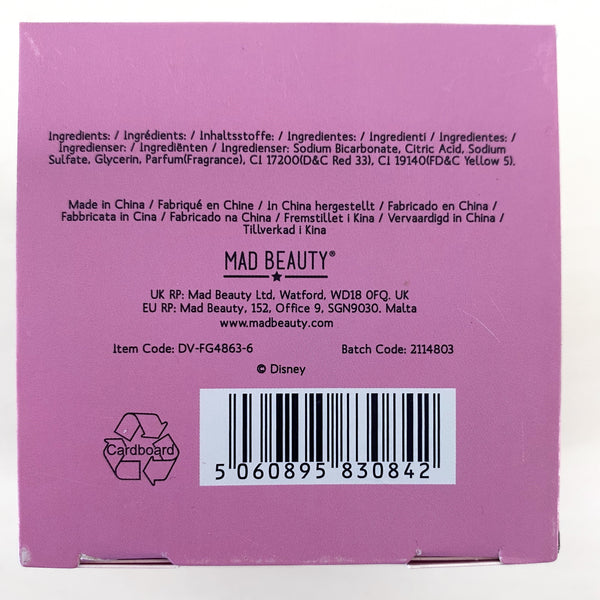 Ingredients: / Ingrédients: / Inhaltsstoffe: / Ingredientes: / Ingredienti / Ingredientes: /
Ingredienser: / Ingrediënten / Ingredienser: Sodium Bicarbonate, Citric Acid, Sodium
Sulfate, Glycerin, Parfum(Fragrance), C.I 17200(D&C Red 33), C.I 19140(FD&C Yellow 5).
Made in China / Fabriqué en Chine / In China hergestellt / Fabricado en China /
Fabbricata in Cina / Fabricado na China / Fremstillet i Kina / Vervaardigd in China /
Tillverkad i Kina
MAD BEAUTY®
UK RP: Mad Beauty Ltd, Watford, WD18 0FQ. UK
EU RP: Mad Beauty, 152, Office 9, SGN9030. Malta
www.madbeauty.com
Item Code: DV-FG4863-6 Batch Code: 2114803
© Disney
Cardboard
5 060895 830842